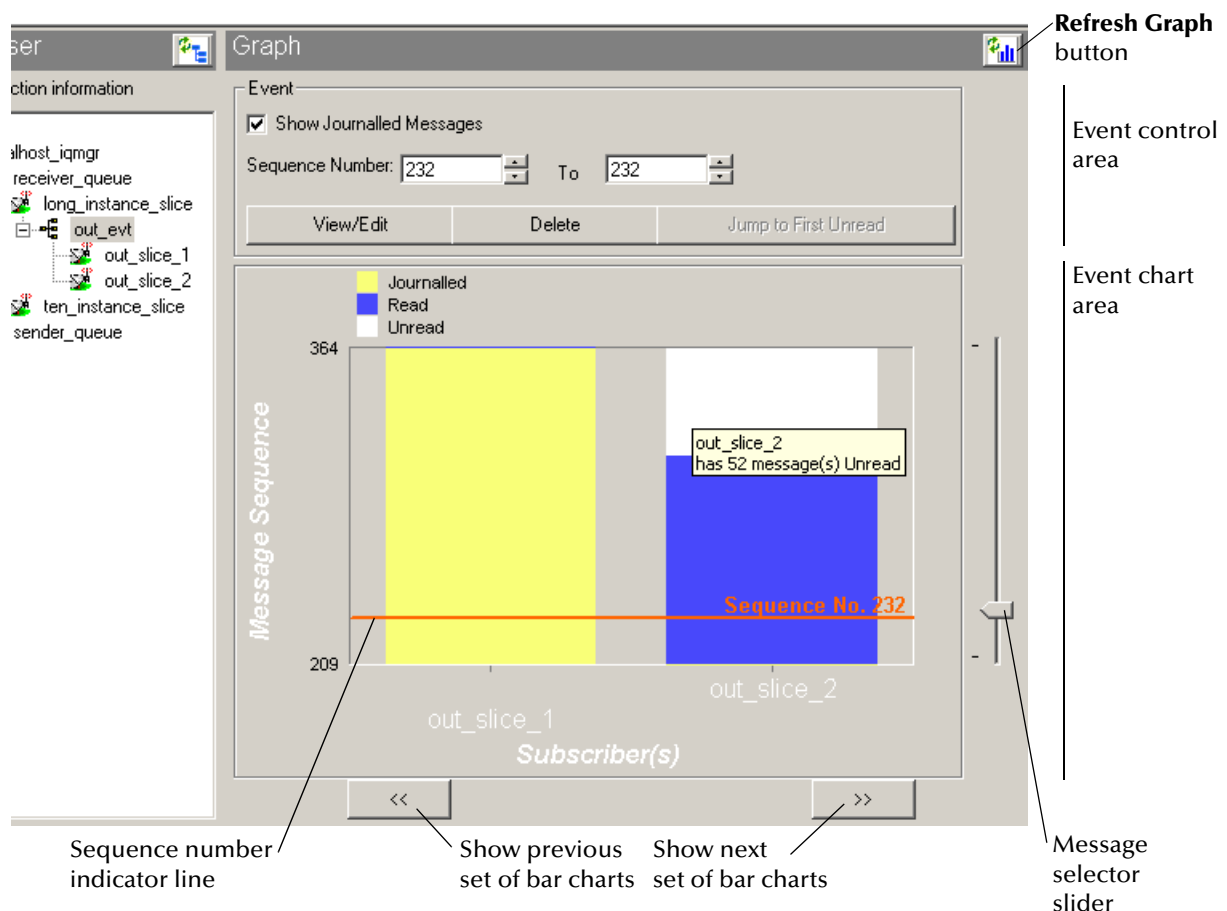 ser
Graph
Refresh Graph
button
ction information
Event
Show Journalled Messages
Sequence Number: 232 To 232
View/Edit Delete Jump to First Unread
Event control
area
alhost_iqmgr
receiver_queue
long_instance_slice
out_evt
out_slice_1
out_slice_2
ten_instance_slice
sender_queue
Journalled
Read
Unread
Event chart
area
364
Message Sequence
out_slice_2
has 52 message(s) Unread
Sequence No. 232
209
out_slice_1
out_slice_2
Subscriber(s)
<<
>>
Sequence number
indicator line
Show previous
set of bar charts
Show next
set of bar charts
Message
selector
slider